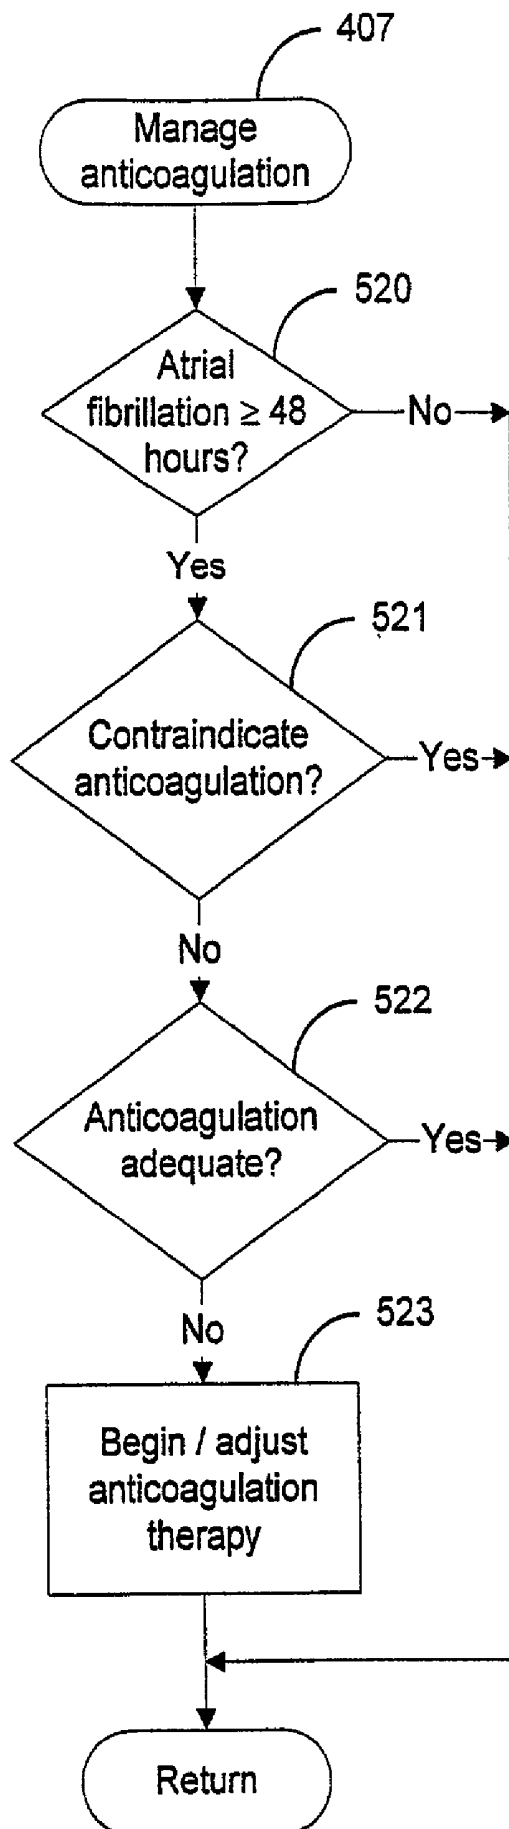 407
Manage
anticoagulation
520
Atrial
fibrillation ≥ 48
hours?
No
Yes
521
Contraindicate
anticoagulation?
Yes
No
522
Anticoagulation
adequate?
Yes
No
523
Begin / adjust
anticoagulation
therapy
Return